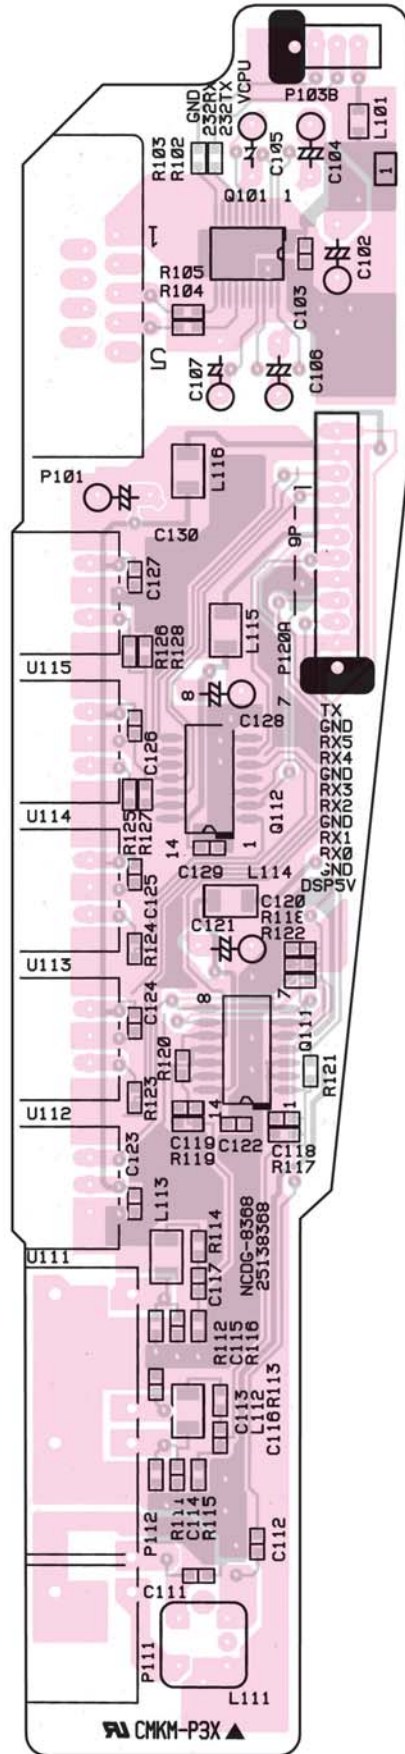 P103B
GND
232RX
232TX
VCPU
L101
R103
R102
C105
C104
1
Q101 1
1
C102
R105
R104
C103
5
C107
C106
L116
P101
C130
1
9P
C127
R126
R128
L115
P120A
U115
8
C128
7
TX
GND
RX5
RX4
GND
RX3
RX2
GND
RX1
RX0
GND
DSP5V
C126
U114
R125
R127
14
1
Q112
C129
L114
C125
C120
R118
R122
C121
R124
U113
8
7
C124
R120
Q111
R121
R123
U112
14
1
C119
R119
C122
C118
R117
C123
L113
R114
C117
NCDG-8368
25138368
U111
R112
C115
R116
C113
L112
C116
R113
P112
R111
C114
R115
C112
C111
P111
L111
CMKM-P3X